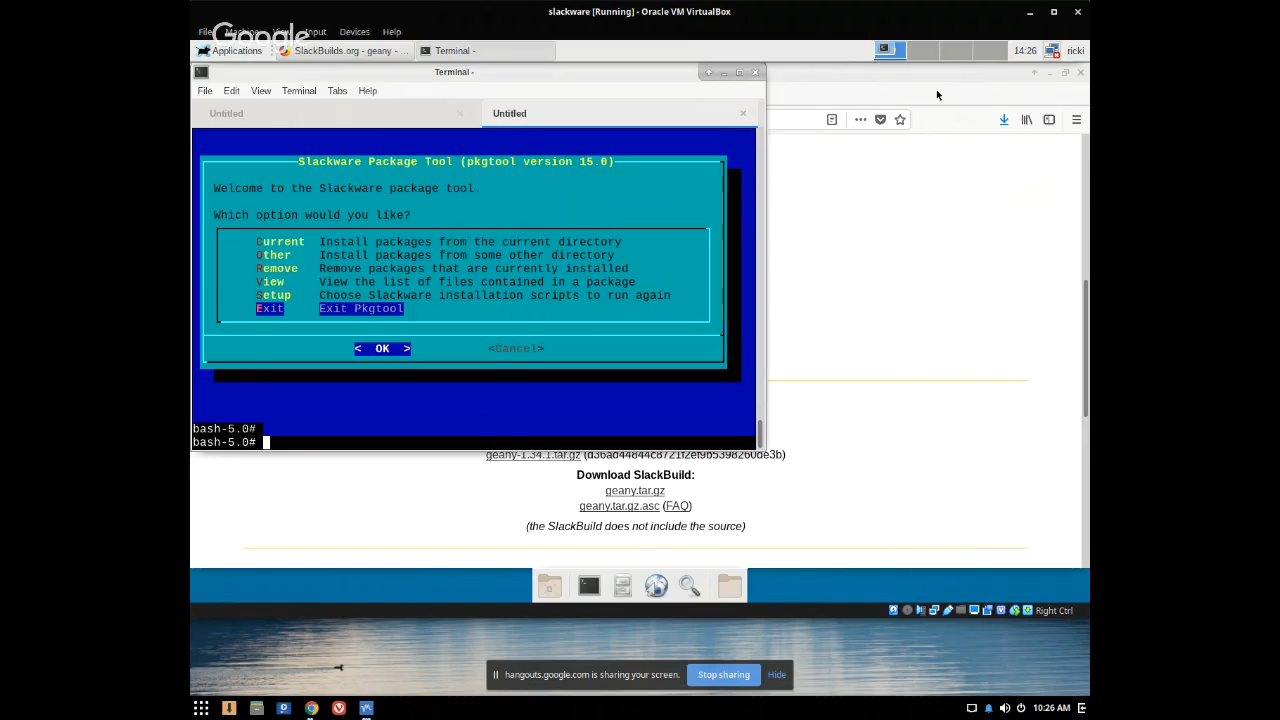 slackware [Running] - Oracle VM VirtualBox
File Machine View Input Devices Help
Google
Applications SlackBuilds.org - geany - ... Terminal - 14:26 ricki
Terminal -
File Edit View Terminal Tabs Help
Untitled Untitled
Slackware Package Tool (pkgtool version 15.0)
Welcome to the Slackware package tool.
Which option would you like?
Current Install packages from the current directory
Other Install packages from some other directory
Remove Remove packages that are currently installed
View View the list of files contained in a package
Setup Choose Slackware installation scripts to run again
Exit Exit Pkgtool
< OK > <Cancel>
bash-5.0#
bash-5.0#
geany-1.34.1.tar.gz (d36ad44844c8721f2ef9b5398260de3b)
Download SlackBuild:
geany.tar.gz
geany.tar.gz.asc (FAQ)
(the SlackBuild does not include the source)
Right Ctrl
hangouts.google.com is sharing your screen. Stop sharing Hide
10:26 AM